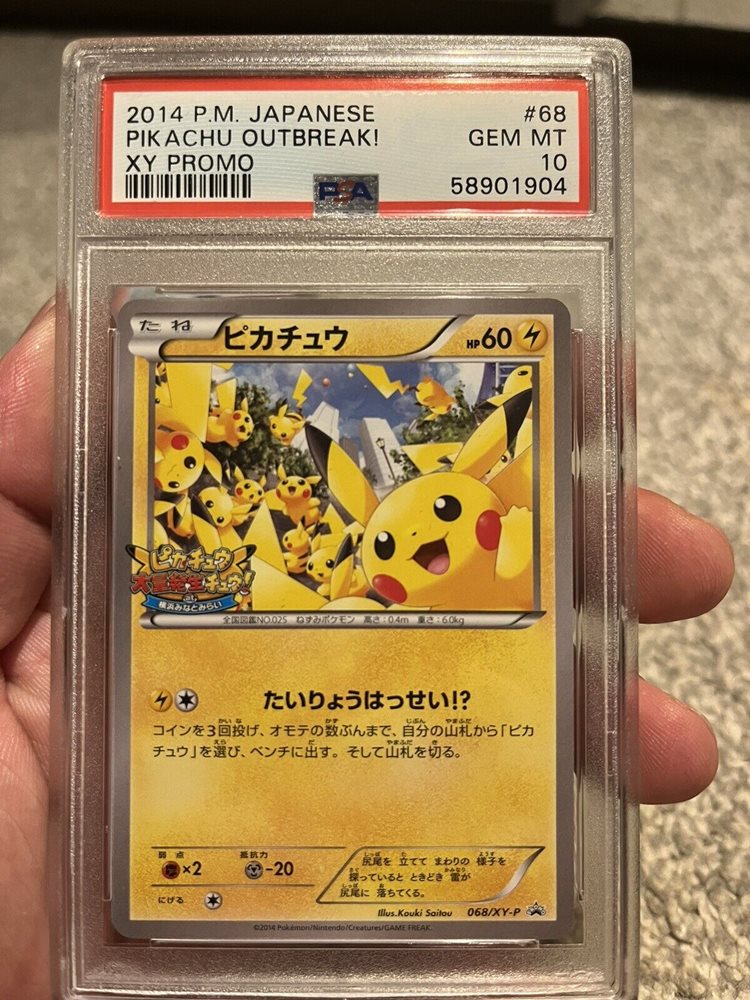 2014 P.M. JAPANESE #68
PIKACHU OUTBREAK! GEM MT
XY PROMO 10
58901904
PSA
たね ピカチュウ HP60
ピカチュウ
大量発生チュウ!
at
横浜みなとみらい
全国図鑑NO.025 ねずみポケモン 高さ:0.4m 重さ:6.0kg
たいりょうはっせい!?
コインを3回投げ、オモテの数ぶんまで、自分の山札から「ピカ
チュウ」を選び、ベンチに出す。そして山札を切る。
弱点 抵抗力
×2 -20
にげる
尻尾を 立てて まわりの 様子を
探っていると ときどき 雷が
尻尾に 落ちてくる。
Illus.Kouki Saitou 068/XY-P
©2014 Pokémon/Nintendo/Creatures/GAME FREAK.